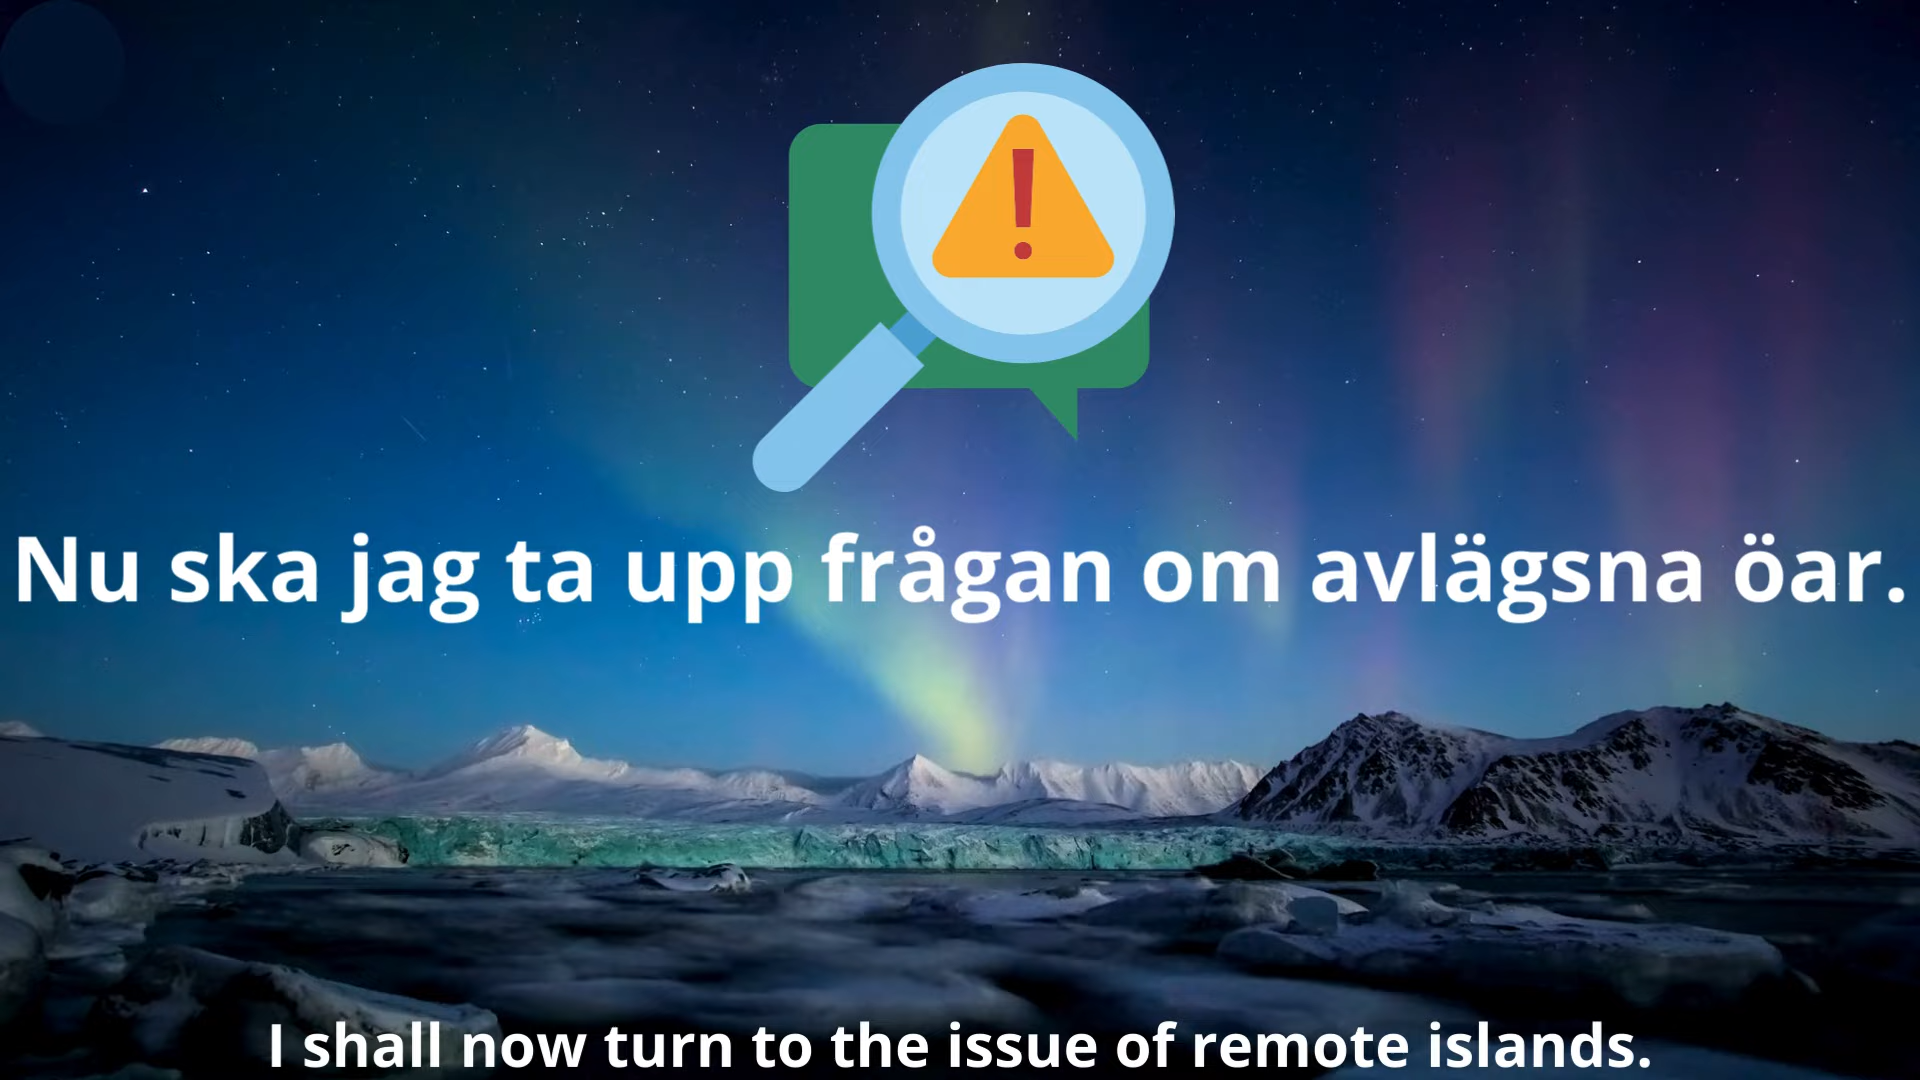 Nu ska jag ta upp frågan om avlägsna öar.
I shall now turn to the issue of remote islands.